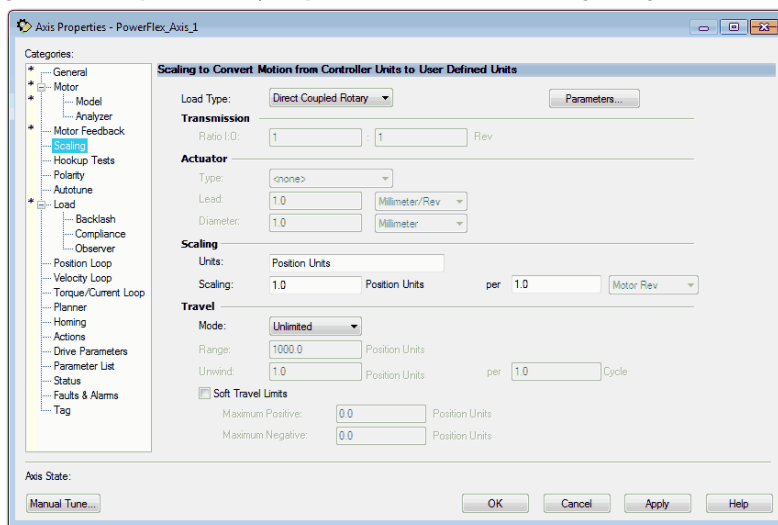 Axis Properties - PowerFlex_Axis_1
Categories:
* General
* Motor
* Model
Analyzer
* Motor Feedback
Scaling
Hookup Tests
Polarity
Autotune
* Load
Backlash
Compliance
Observer
Position Loop
Velocity Loop
Torque/Current Loop
Planner
Homing
Actions
Drive Parameters
Parameter List
Status
Faults & Alarms
Tag
Scaling to Convert Motion from Controller Units to User Defined Units
Load Type: Direct Coupled Rotary Parameters...
Transmission
Ratio I:O: 1 : 1 Rev
Actuator
Type: <none>
Lead: 1.0 Millimeter/Rev
Diameter: 1.0 Millimeter
Scaling
Units: Position Units
Scaling: 1.0 Position Units per 1.0 Motor Rev
Travel
Mode: Unlimited
Range: 1000.0 Position Units
Unwind: 1.0 Position Units per 1.0 Cycle
Soft Travel Limits
Maximum Positive: 0.0 Position Units
Maximum Negative: 0.0 Position Units
Axis State:
Manual Tune... OK Cancel Apply Help